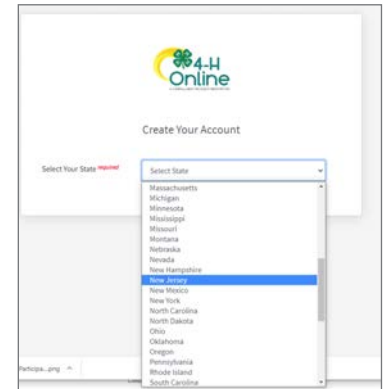 4-H
Online
Create Your Account
Select Your State required
Select State
Massachusetts
Michigan
Minnesota
Mississippi
Missouri
Montana
Nebraska
Nevada
New Hampshire
New Jersey
New Mexico
New York
North Carolina
North Dakota
Ohio
Oklahoma
Oregon
Pennsylvania
Rhode Island
South Carolina
Participa....png